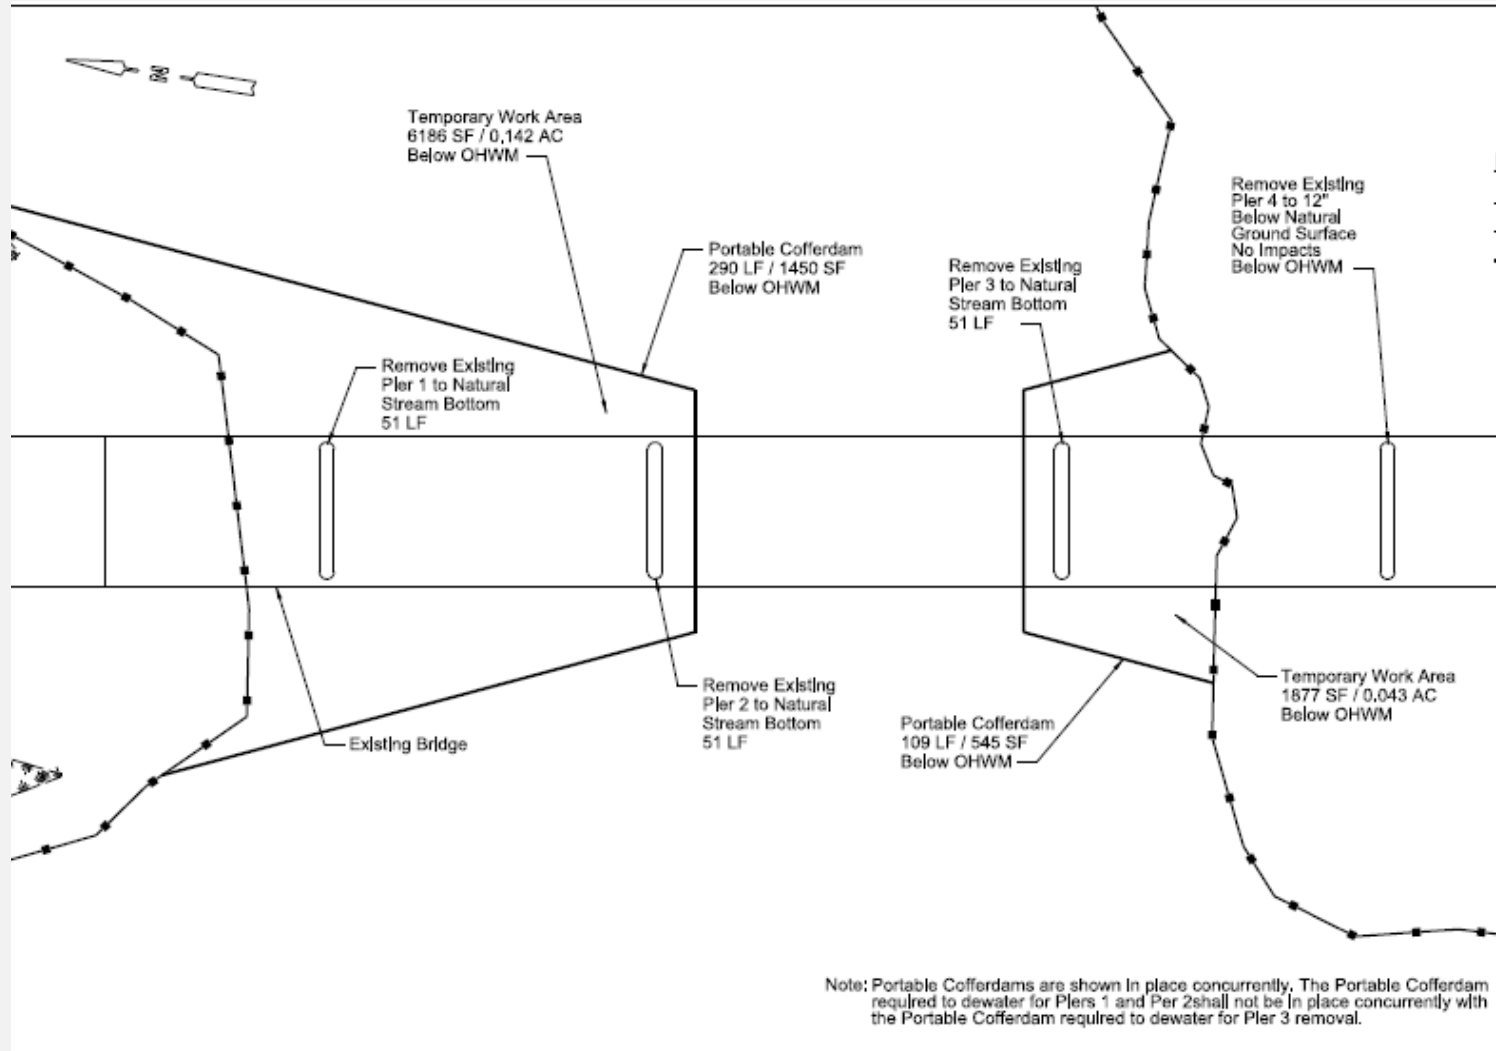 Temporary Work Area
6186 SF / 0.142 AC
Below OHWM
Portable Cofferdam
290 LF / 1450 SF
Below OHWM
Remove Existing
Pier 1 to Natural
Stream Bottom
51 LF
Remove Existing
Pier 3 to Natural
Stream Bottom
51 LF
Remove Existing
Pier 4 to 12"
Below Natural
Ground Surface
No Impacts
Below OHWM
Existing Bridge
Remove Existing
Pier 2 to Natural
Stream Bottom
51 LF
Portable Cofferdam
109 LF / 545 SF
Below OHWM
Temporary Work Area
1877 SF / 0.043 AC
Below OHWM
Note: Portable Cofferdams are shown in place concurrently. The Portable Cofferdam
required to dewater for Piers 1 and Per 2shall not be in place concurrently with
the Portable Cofferdam required to dewater for Pier 3 removal.